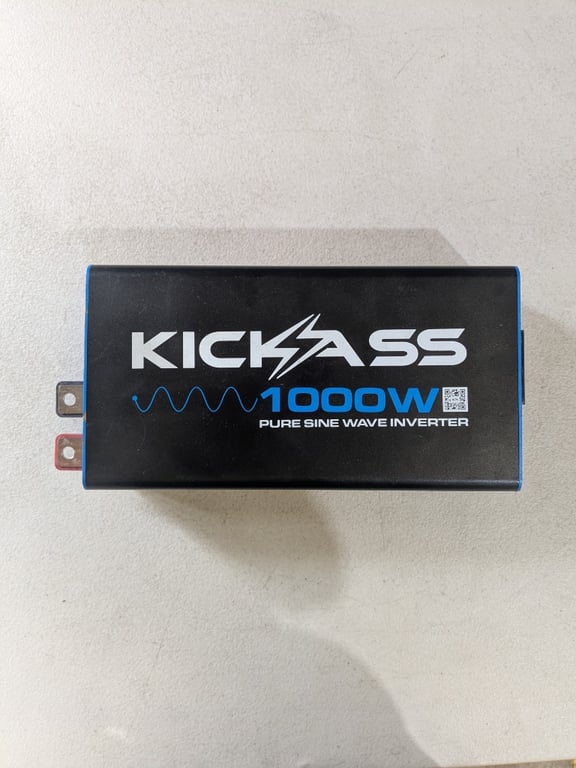 KICKASS
1000W
PURE SINE WAVE INVERTER